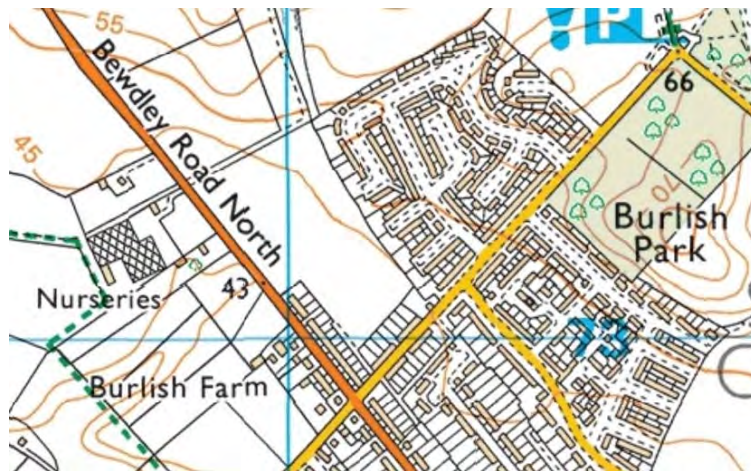 55
!P
Bewdley Road North
66
45
70
Burlish
Park
Nurseries
43
73
Burlish Farm